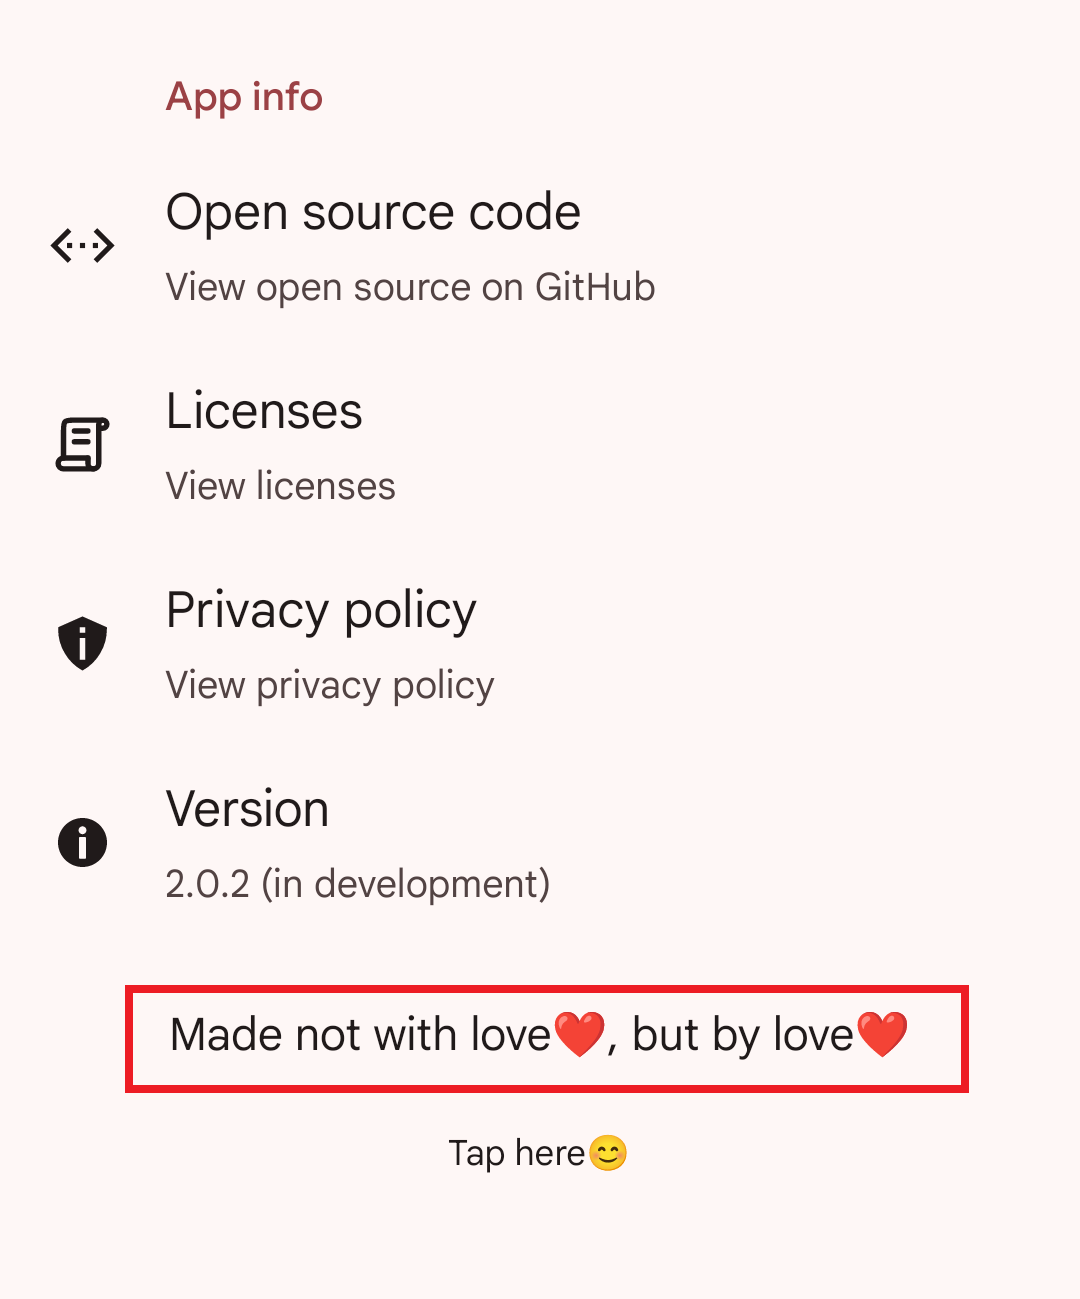 App info
Open source code
View open source on GitHub
Licenses
View licenses
Privacy policy
View privacy policy
Version
2.0.2 (in development)
Made not with love❤️, but by love❤️
Tap here😊